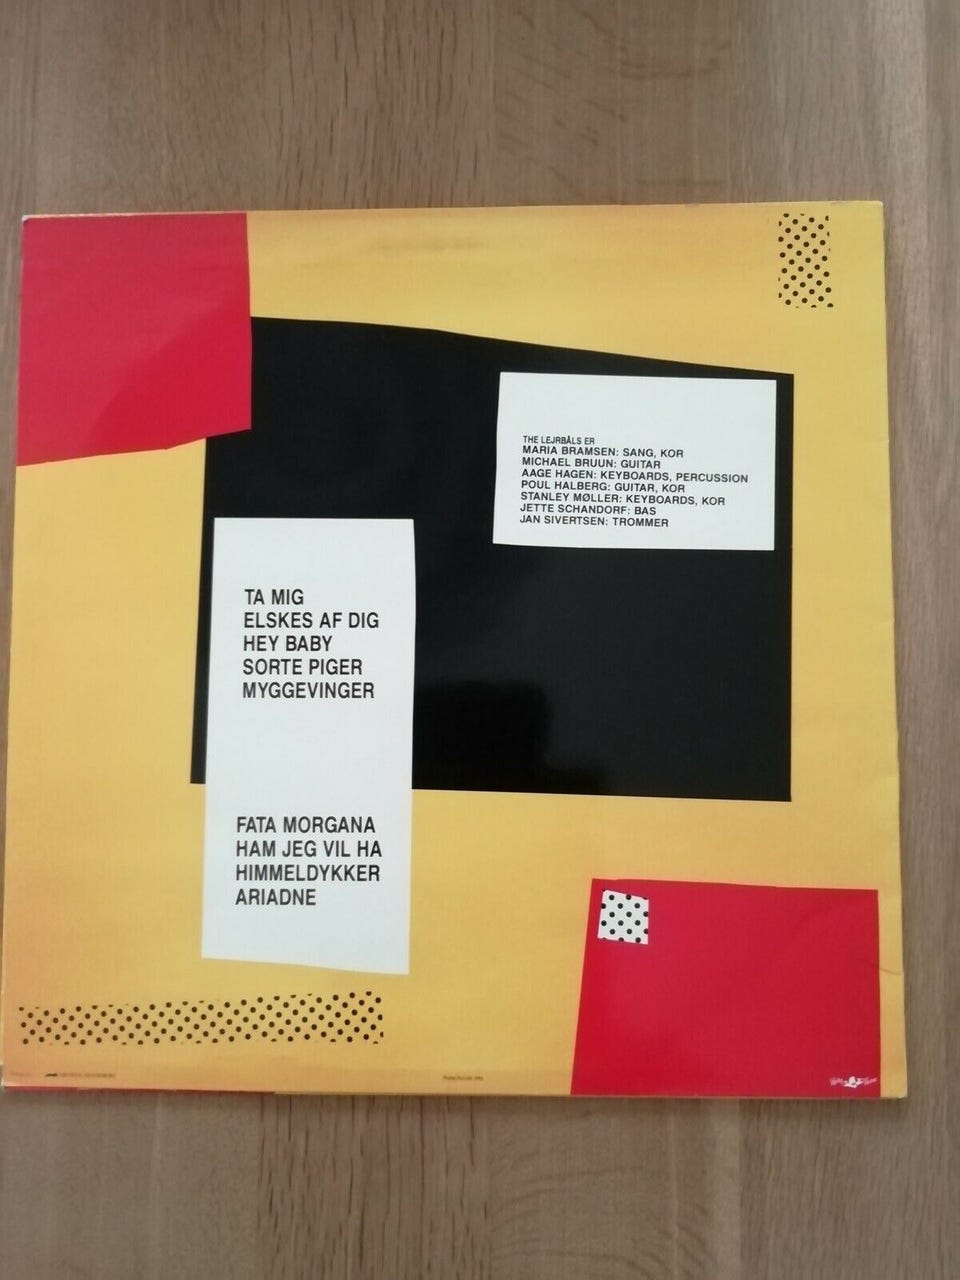 THE LEJRBÅLS ER
MARIA BRAMSEN: SANG, KOR
MICHAEL BRUUN: GUITAR
AAGE HAGEN: KEYBOARDS, PERCUSSION
POUL HALBERG: GUITAR, KOR
STANLEY MØLLER: KEYBOARDS, KOR
JETTE SCHANDORF: BAS
JAN SIVERTSEN: TROMMER
TA MIG
ELSKES AF DIG
HEY BABY
SORTE PIGER
MYGGEVINGER
FATA MORGANA
HAM JEG VIL HA
HIMMELDYKKER
ARIADNE